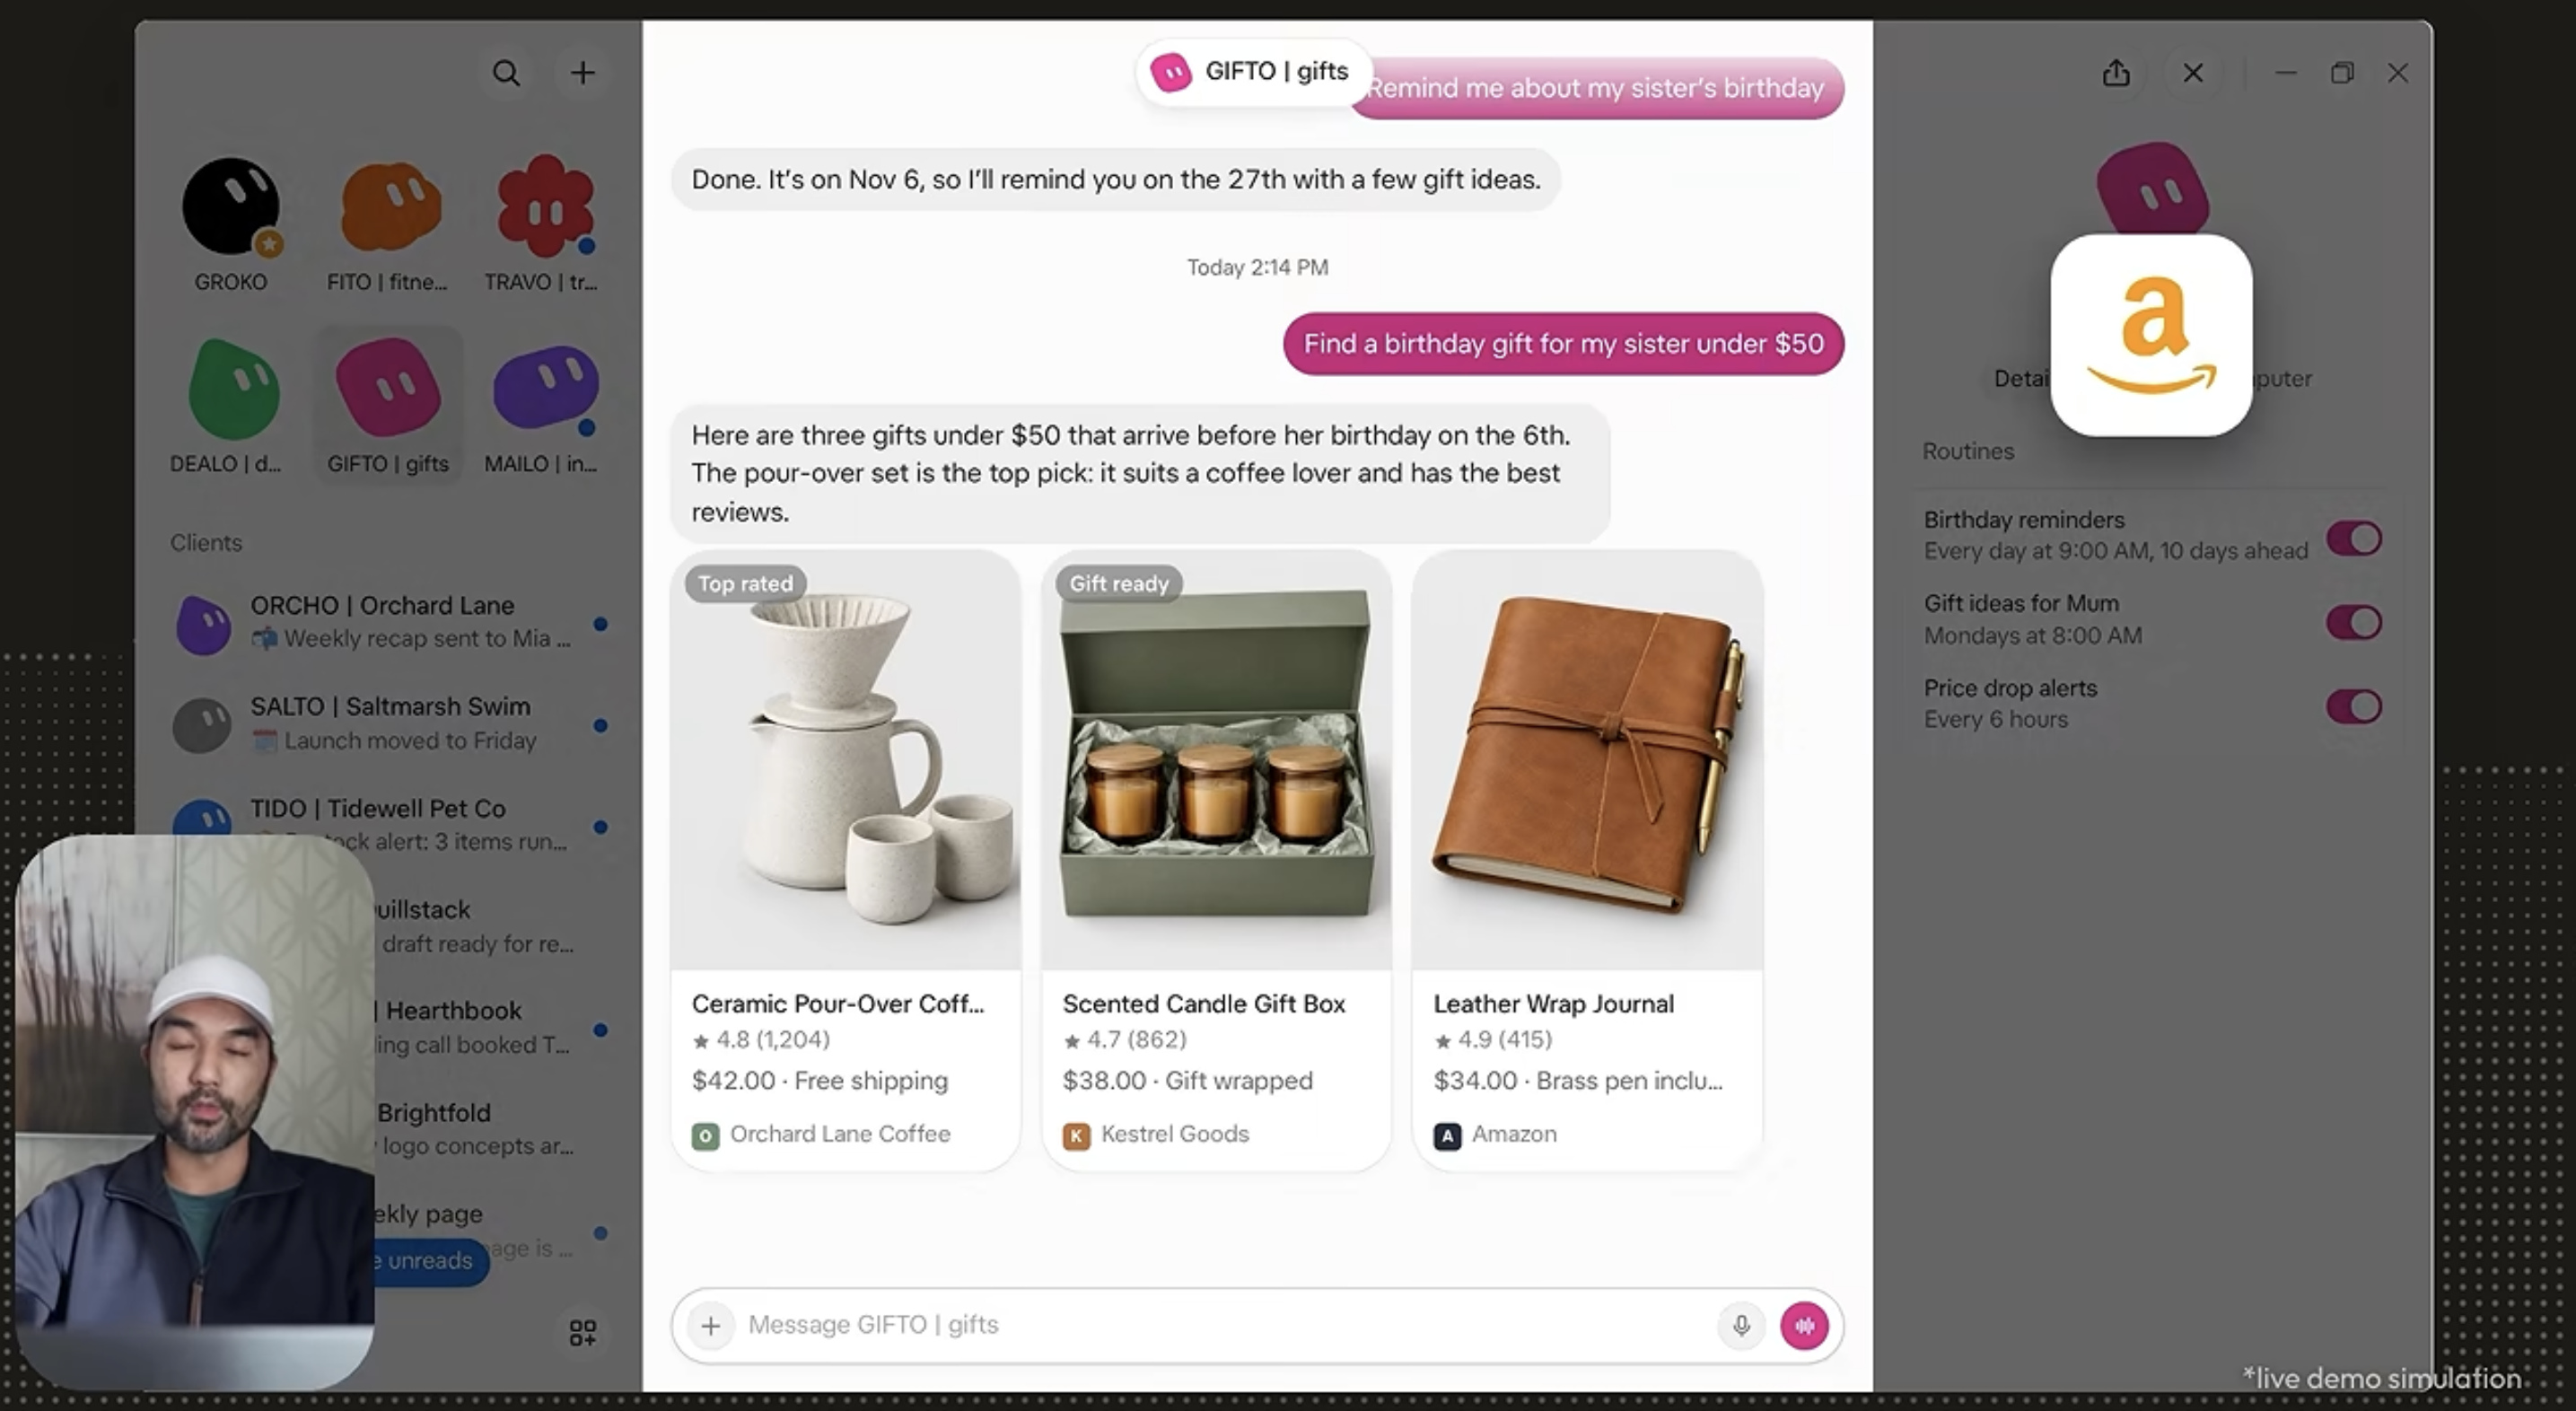 GIFTO | gifts
Remind me about my sister's birthday
Done. It's on Nov 6, so I'll remind you on the 27th with a few gift ideas.
Today 2:14 PM
Find a birthday gift for my sister under $50
Here are three gifts under $50 that arrive before her birthday on the 6th.
The pour-over set is the top pick: it suits a coffee lover and has the best
reviews.
Top rated
Gift ready
Ceramic Pour-Over Coff...
★ 4.8 (1,204)
$42.00 · Free shipping
O Orchard Lane Coffee
Scented Candle Gift Box
★ 4.7 (862)
$38.00 · Gift wrapped
K Kestrel Goods
Leather Wrap Journal
★ 4.9 (415)
$34.00 · Brass pen inclu...
A Amazon
Message GIFTO | gifts
GROKO
FITO | fitne...
TRAVO | tr...
DEALO | d...
GIFTO | gifts
MAILO | in...
Clients
ORCHO | Orchard Lane
Weekly recap sent to Mia ...
SALTO | Saltmarsh Swim
Launch moved to Friday
TIDO | Tidewell Pet Co
ock alert: 3 items run...
uillstack
draft ready for re...
| Hearthbook
ing call booked T...
Brightfold
logo concepts ar...
ekly page
age is ...
e unreads
a
Detai
puter
Routines
Birthday reminders
Every day at 9:00 AM, 10 days ahead
Gift ideas for Mum
Mondays at 8:00 AM
Price drop alerts
Every 6 hours
*live demo simulation